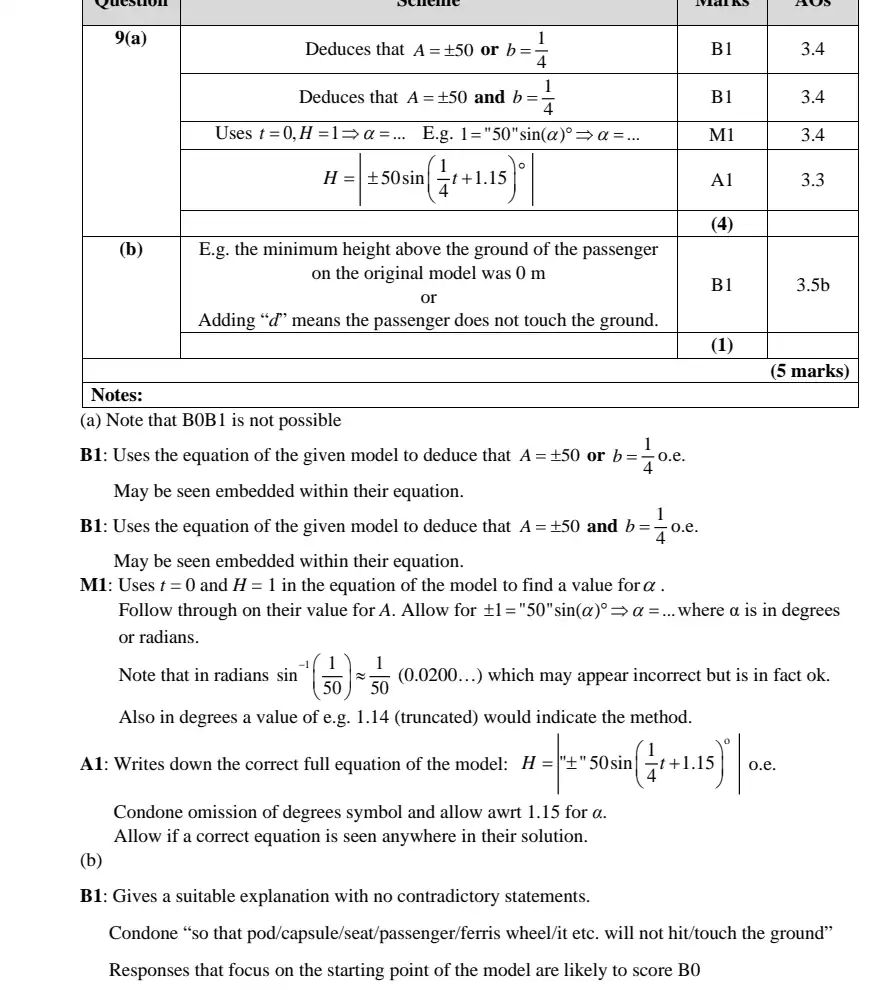 Question Scheme Marks AOs
9(a) Deduces that A = ±50 or b = 1/4 B1 3.4
Deduces that A = ±50 and b = 1/4 B1 3.4
Uses t = 0, H = 1 ⇒ α = ... E.g. 1 = "50"sin(α)° ⇒ α = ... M1 3.4
H = |±50sin(1/4 t + 1.15)°| A1 3.3
(4)
(b) E.g. the minimum height above the ground of the passenger
on the original model was 0 m
or
Adding “d” means the passenger does not touch the ground.
B1 3.5b
(1)
(5 marks)
Notes:
(a) Note that B0B1 is not possible
B1: Uses the equation of the given model to deduce that A = ±50 or b = 1/4 o.e.
May be seen embedded within their equation.
B1: Uses the equation of the given model to deduce that A = ±50 and b = 1/4 o.e.
May be seen embedded within their equation.
M1: Uses t = 0 and H = 1 in the equation of the model to find a value for α .
Follow through on their value for A. Allow for ±1 = "50"sin(α)° ⇒ α = ... where α is in degrees
or radians.
Note that in radians sin⁻¹(1/50) ≈ 1/50 (0.0200…) which may appear incorrect but is in fact ok.
Also in degrees a value of e.g. 1.14 (truncated) would indicate the method.
A1: Writes down the correct full equation of the model: H = |"±"50sin(1/4 t + 1.15)°| o.e.
Condone omission of degrees symbol and allow awrt 1.15 for α.
Allow if a correct equation is seen anywhere in their solution.
(b)
B1: Gives a suitable explanation with no contradictory statements.
Condone “so that pod/capsule/seat/passenger/ferris wheel/it etc. will not hit/touch the ground”
Responses that focus on the starting point of the model are likely to score B0